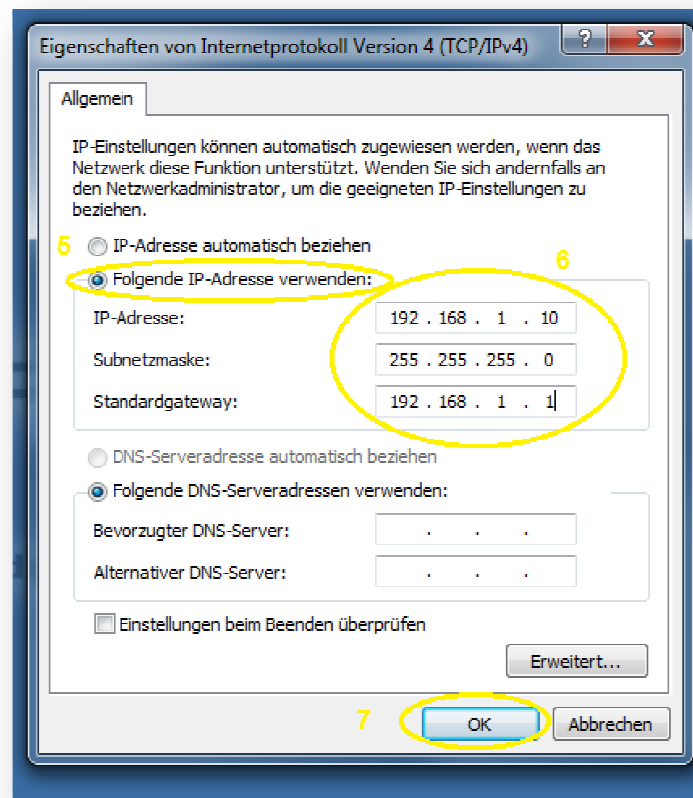 Eigenschaften von Internetprotokoll Version 4 (TCP/IPv4)
?
x
Allgemein
IP-Einstellungen können automatisch zugewiesen werden, wenn das
Netzwerk diese Funktion unterstützt. Wenden Sie sich andernfalls an
den Netzwerkadministrator, um die geeigneten IP-Einstellungen zu
beziehen.
5 IP-Adresse automatisch beziehen
6
Folgende IP-Adresse verwenden:
IP-Adresse: 192 . 168 . 1 . 10
Subnetzmaske: 255 . 255 . 255 . 0
Standardgateway: 192 . 168 . 1 . 1
DNS-Serveradresse automatisch beziehen
Folgende DNS-Serveradressen verwenden:
Bevorzugter DNS-Server: . . .
Alternativer DNS-Server: . . .
Einstellungen beim Beenden überprüfen
Erweitert...
7 OK Abbrechen